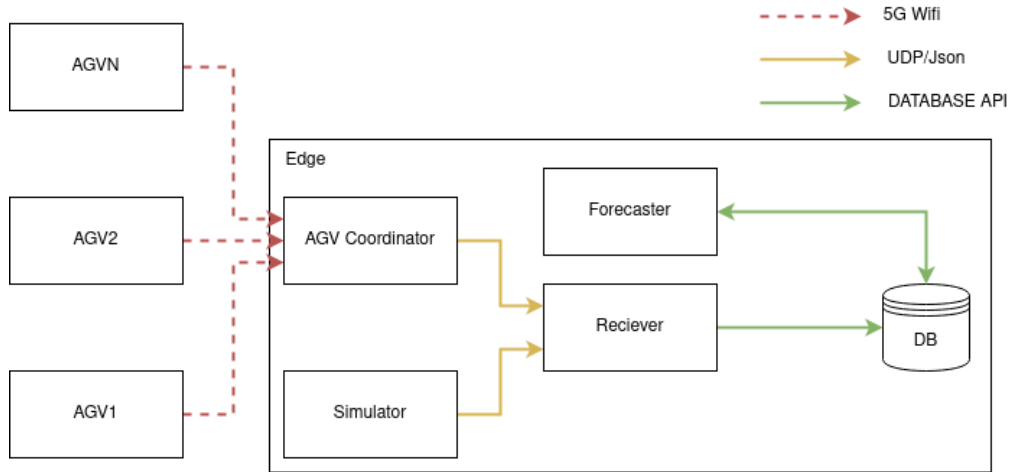 5G Wifi
AGVN
UDP/Json
DATABASE API
Edge
Forecaster
AGV2
AGV Coordinator
Reciever
DB
AGV1
Simulator